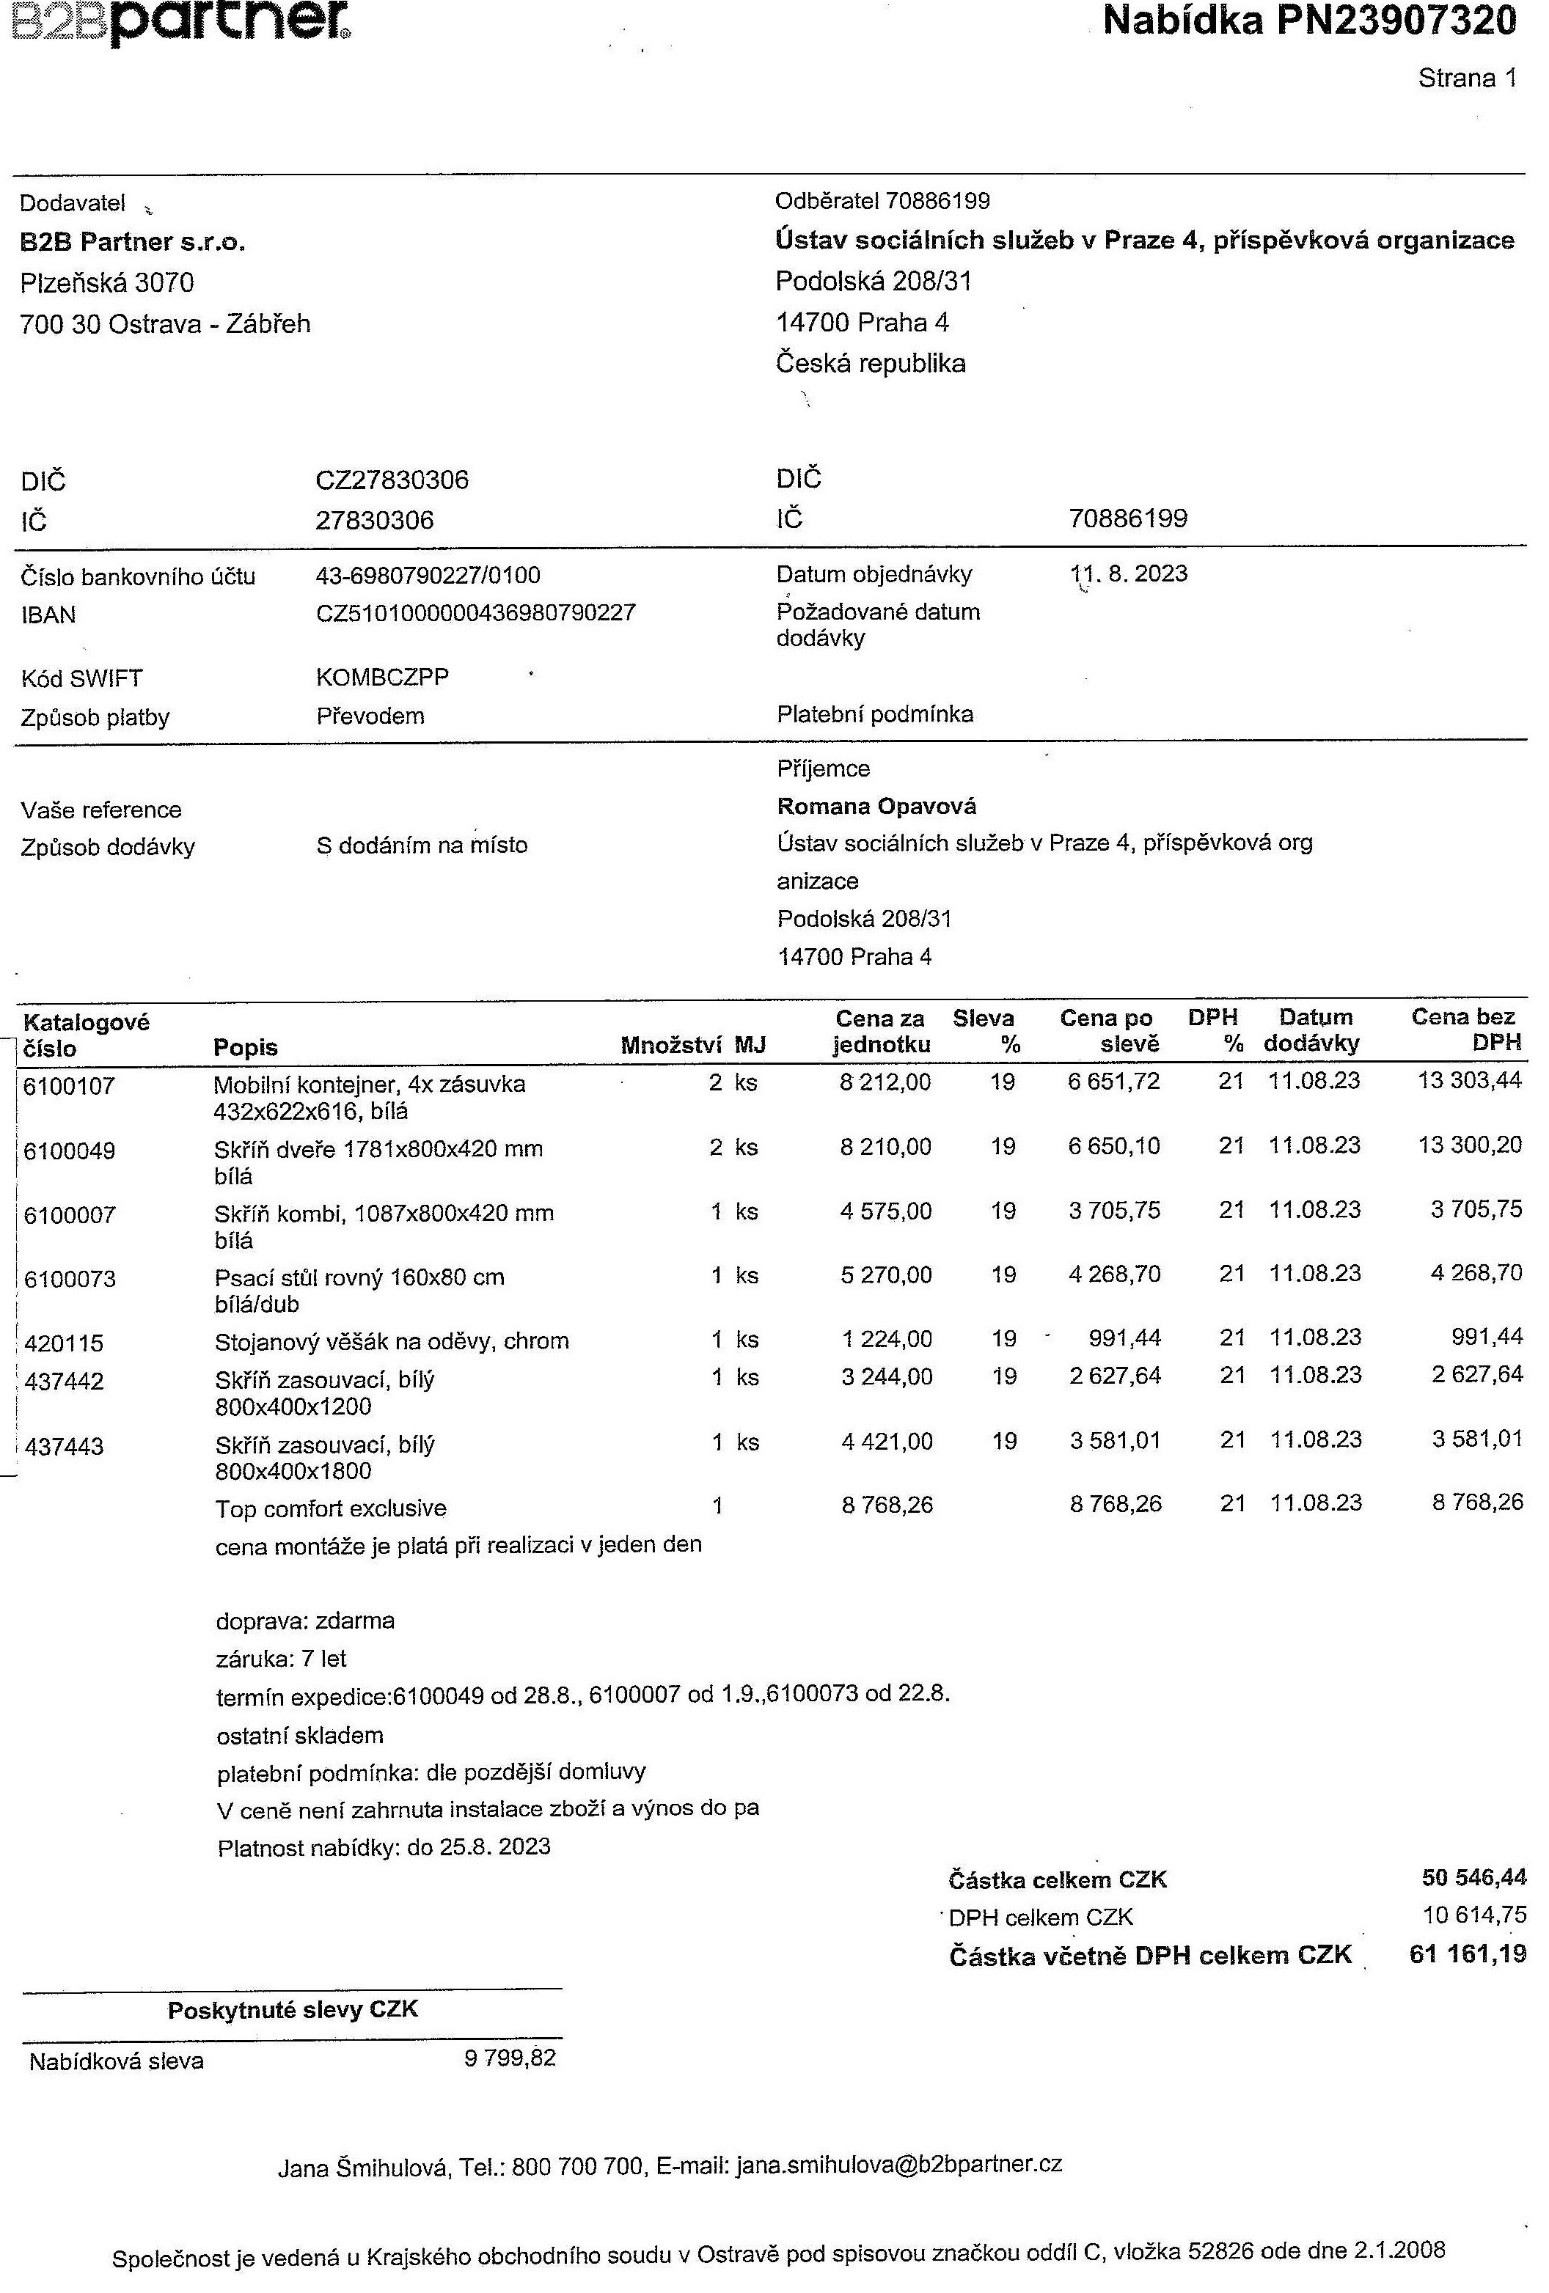 B2Bpartner®
Nabídka PN23907320
Strana 1
Dodavatel
B2B Partner s.r.o.
Plzeňská 3070
700 30 Ostrava - Zábřeh
Odběratel 70886199
Ústav sociálních služeb v Praze 4, příspěvková organizace
Podolská 208/31
14700 Praha 4
Česká republika
DIČ CZ27830306 DIČ
IČ 27830306 IČ 70886199
Číslo bankovního účtu 43-6980790227/0100 Datum objednávky 11. 8. 2023
IBAN CZ5101000000436980790227 Požadované datum
dodávky
Kód SWIFT KOMBCZPP
Způsob platby Převodem Platební podmínka
Příjemce
Vaše reference Romana Opavová
Způsob dodávky S dodáním na místo Ústav sociálních služeb v Praze 4, příspěvková org
anizace
Podolská 208/31
14700 Praha 4
Katalogové Cena za Sleva Cena po DPH Datum Cena bez
číslo Popis Množství MJ jednotku % slevě % dodávky DPH
6100107 Mobilní kontejner, 4x zásuvka 2 ks 8 212,00 19 6 651,72 21 11.08.23 13 303,44
432x622x616, bílá
6100049 Skříň dveře 1781x800x420 mm 2 ks 8 210,00 19 6 650,10 21 11.08.23 13 300,20
bílá
6100007 Skříň kombi, 1087x800x420 mm 1 ks 4 575,00 19 3 705,75 21 11.08.23 3 705,75
bílá
6100073 Psací stůl rovný 160x80 cm 1 ks 5 270,00 19 4 268,70 21 11.08.23 4 268,70
bílá/dub
420115 Stojanový věšák na oděvy, chrom 1 ks 1 224,00 19 991,44 21 11.08.23 991,44
437442 Skříň zasouvací, bílý 1 ks 3 244,00 19 2 627,64 21 11.08.23 2 627,64
800x400x1200
437443 Skříň zasouvací, bílý 1 ks 4 421,00 19 3 581,01 21 11.08.23 3 581,01
800x400x1800
Top comfort exclusive 1 8 768,26 8 768,26 21 11.08.23 8 768,26
cena montáže je platá při realizaci v jeden den
doprava: zdarma
záruka: 7 let
termín expedice:6100049 od 28.8., 6100007 od 1.9.,6100073 od 22.8.
ostatní skladem
platební podmínka: dle pozdější domluvy
V ceně není zahrnuta instalace zboží a výnos do pa
Platnost nabídky: do 25.8. 2023
Částka celkem CZK 50 546,44
DPH celkem CZK 10 614,75
Částka včetně DPH celkem CZK 61 161,19
Poskytnuté slevy CZK
Nabídková sleva 9 799,82
Jana Šmihulová, Tel.: 800 700 700, E-mail: jana.smihulova@b2bpartner.cz
Společnost je vedená u Krajského obchodního soudu v Ostravě pod spisovou značkou oddíl C, vložka 52826 ode dne 2.1.2008